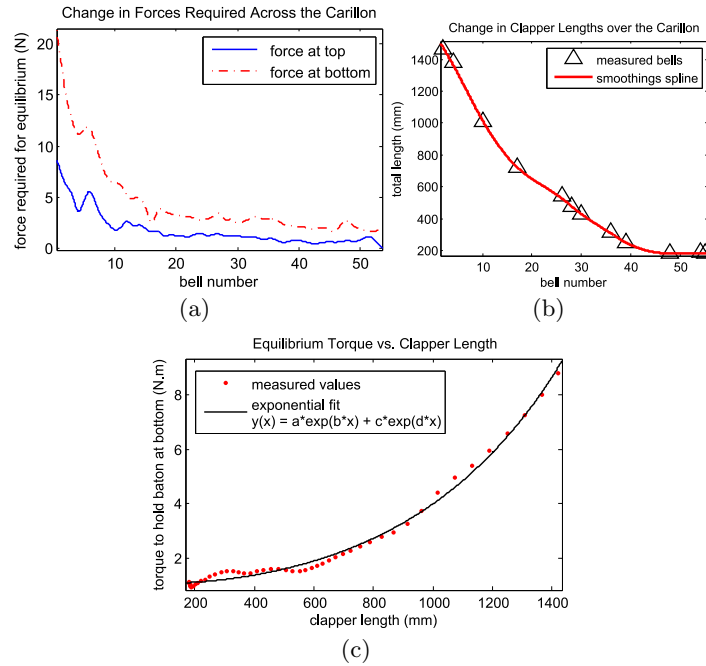 Change in Forces Required Across the Carillon
force required for equilibrium (N)
20
15
10
5
0
force at top
force at bottom
10
20
30
40
50
bell number
(a)
Change in Clapper Lengths over the Carillon
total length (mm)
1400
1200
1000
800
600
400
200
measured bells
smoothings spline
10
20
30
40
50
bell number
(b)
Equilibrium Torque vs. Clapper Length
torque to hold baton at bottom (N.m)
8
6
4
2
measured values
exponential fit
y(x) = a*exp(b*x) + c*exp(d*x)
200
400
600
800
1000
1200
1400
clapper length (mm)
(c)